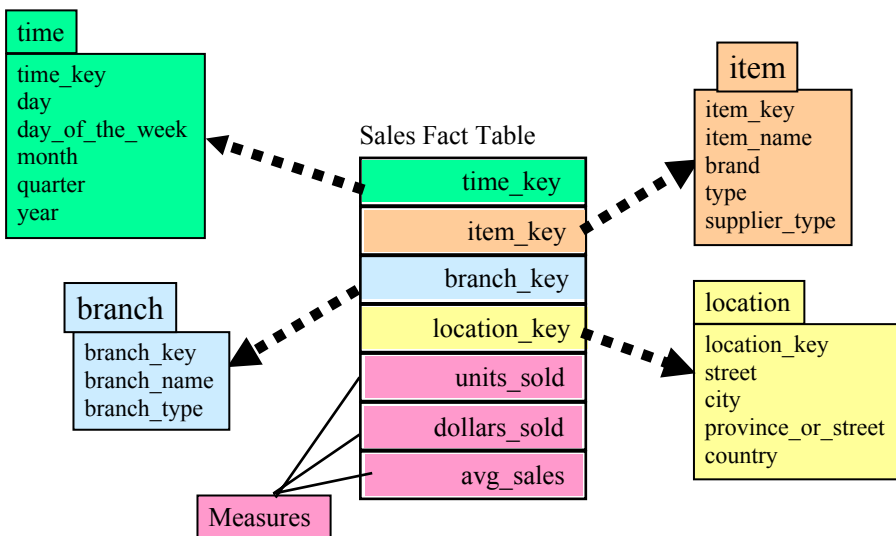 time
time_key
day
day_of_the_week
month
quarter
year
item
item_key
item_name
brand
type
supplier_type
Sales Fact Table
time_key
item_key
branch_key
location_key
units_sold
dollars_sold
avg_sales
branch
branch_key
branch_name
branch_type
location
location_key
street
city
province_or_street
country
Measures